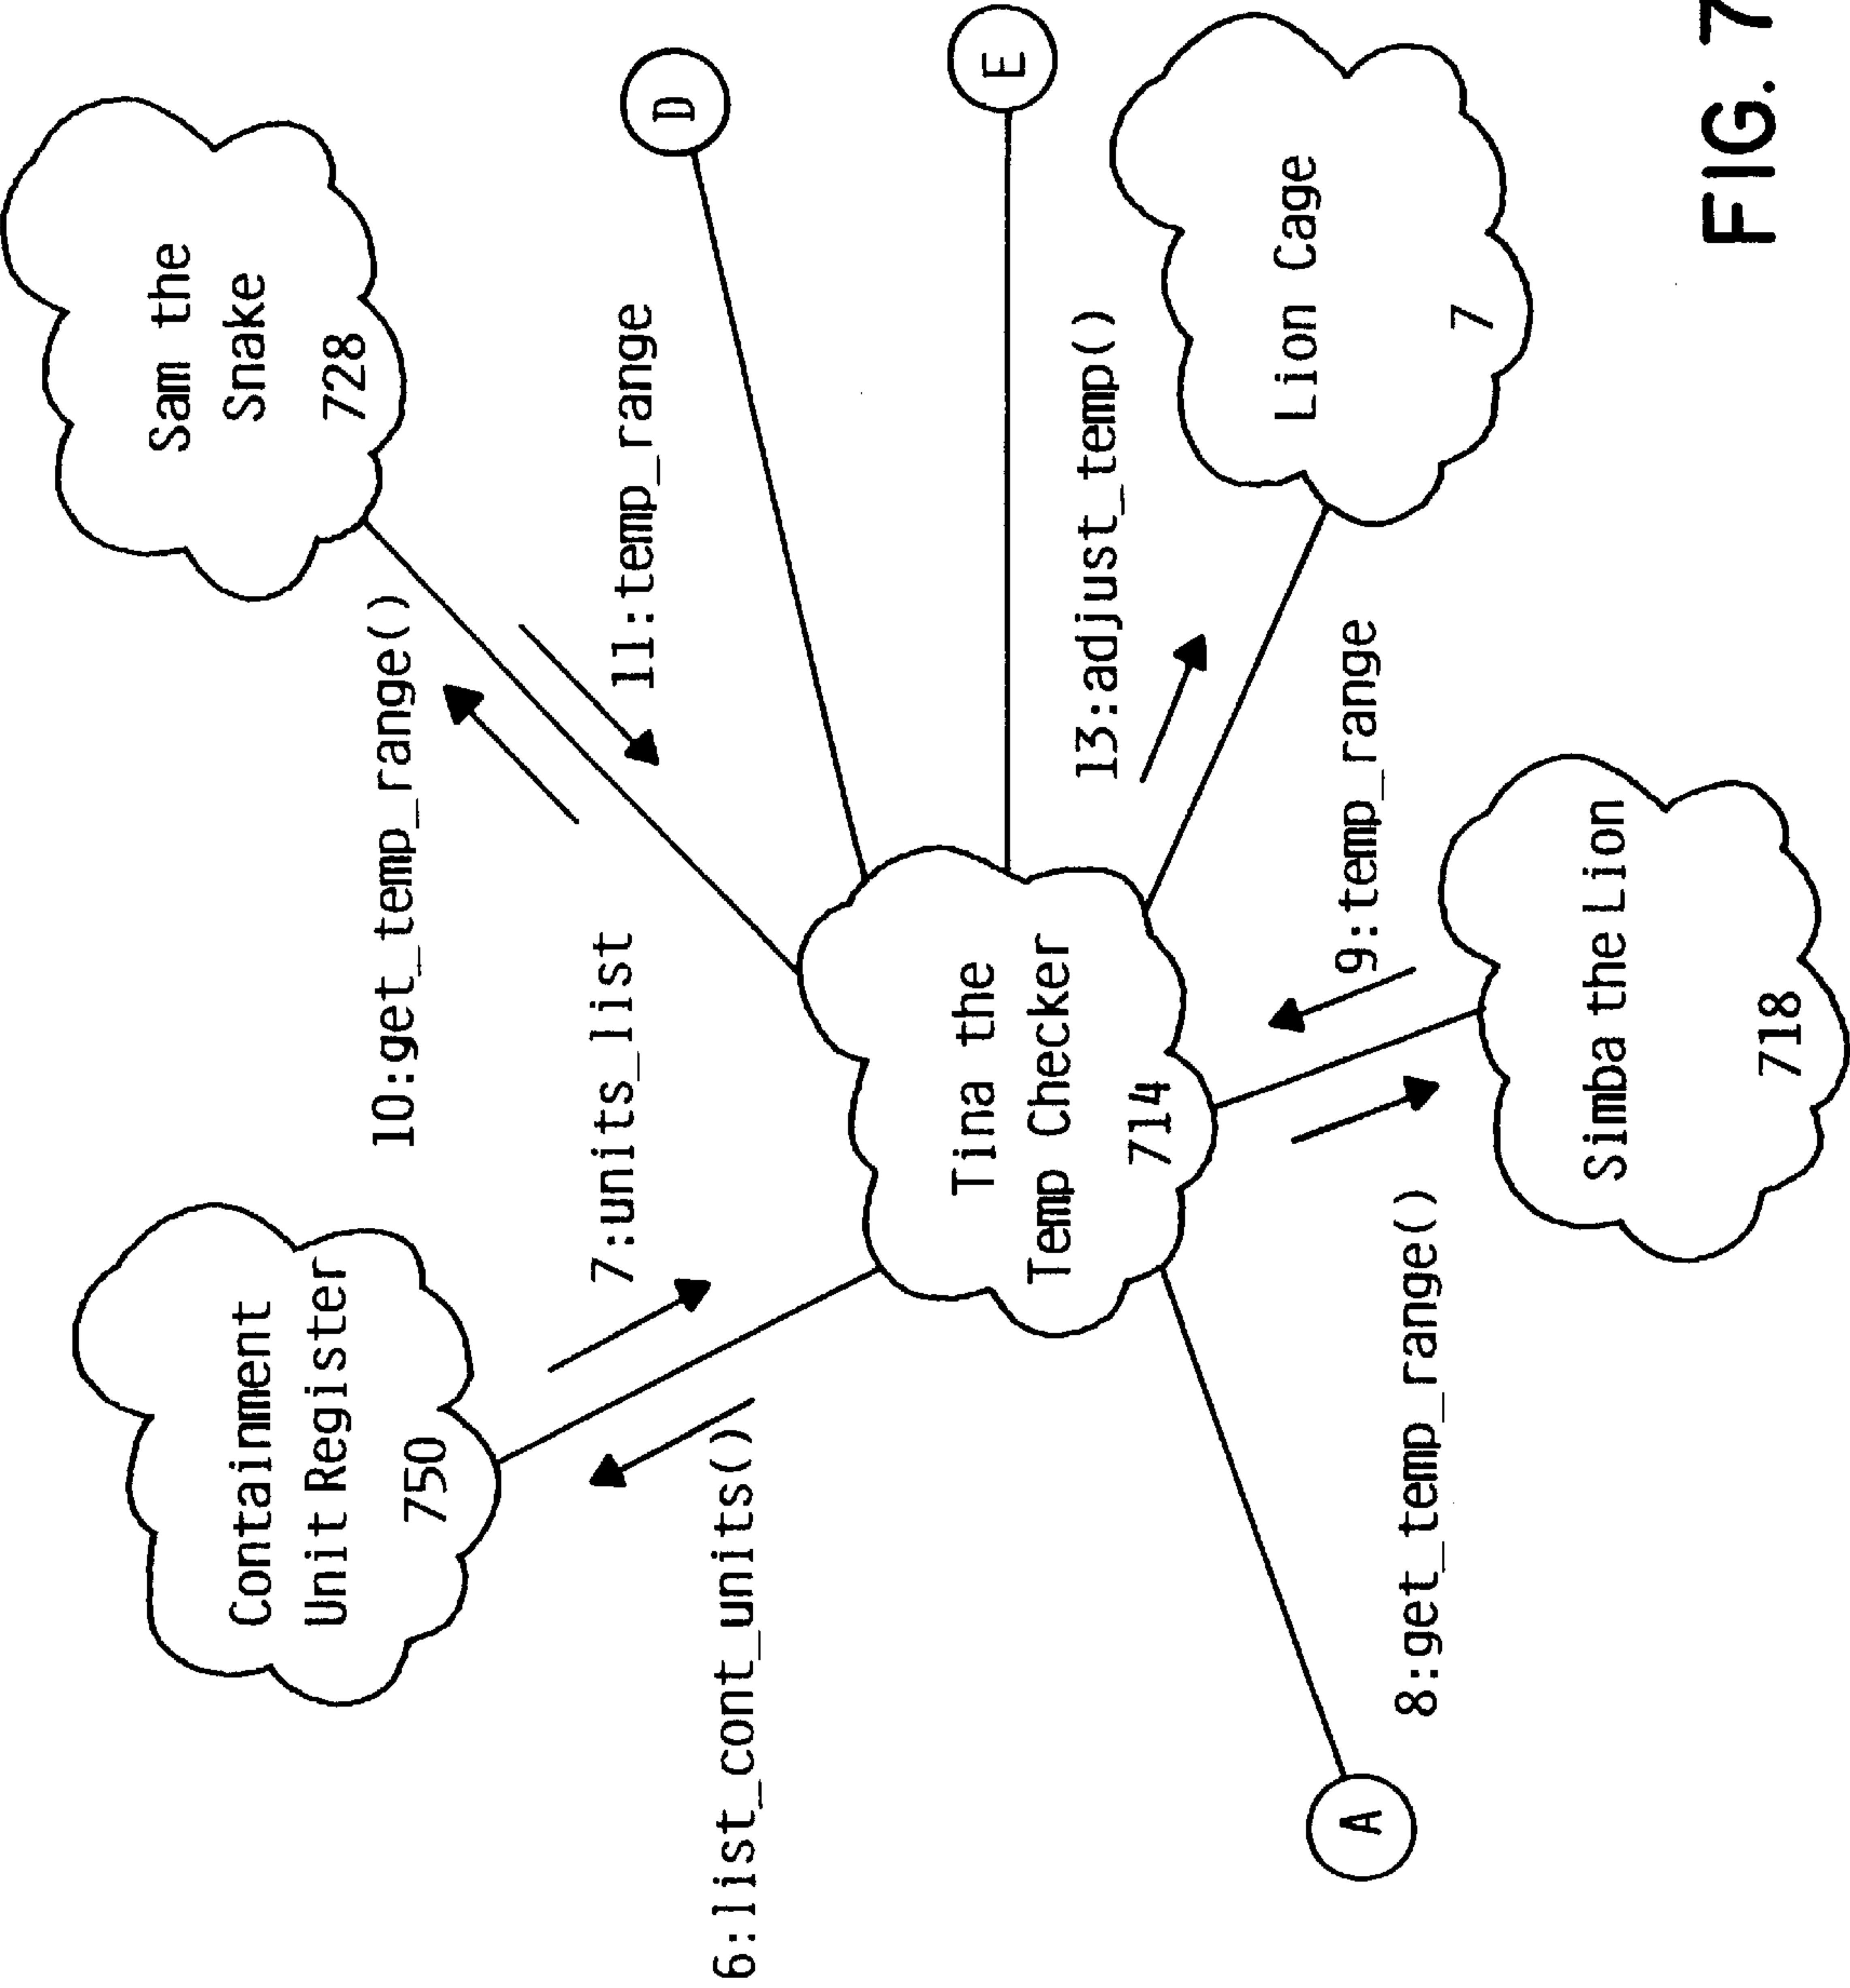 Containment
Unit Register
750
Sam the
Snake
728
10:get_temp_range()
7:units_list
11:temp_range
6:list_cont_units()
D
Tina the
Temp Checker
714
E
13:adjust_temp()
Lion Cage
7
8:get_temp_range()
9:temp_range
A
Simba the Lion
718
FIG. 7